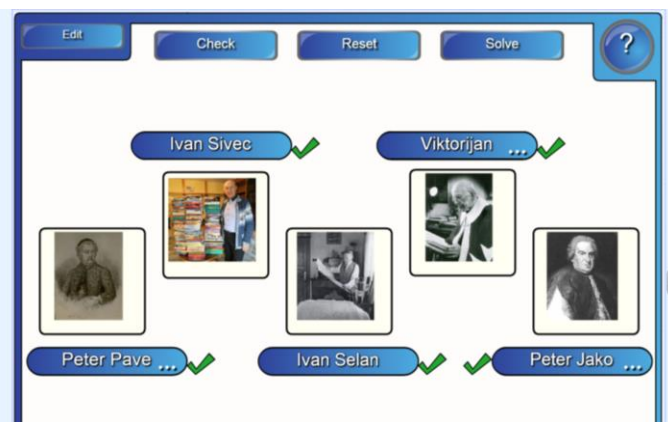 Edit
Check
Reset
Solve
?
Ivan Sivec
Viktorijan ...
Peter Pave ...
Ivan Selan
Peter Jako ...